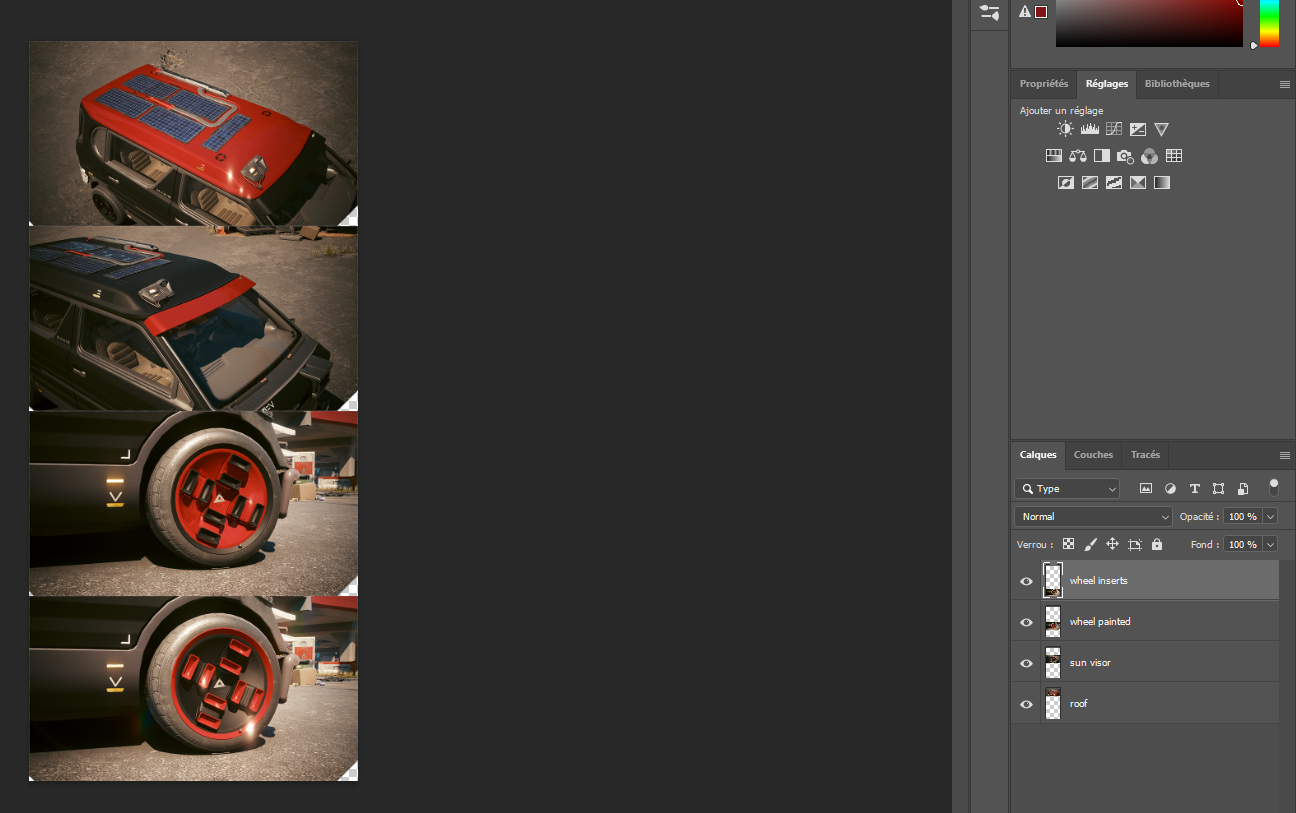 Propriétés Réglages Bibliothèques
Ajouter un réglage
Calques Couches Tracés
Type
Normal Opacité : 100 %
Verrou : Fond : 100 %
wheel inserts
wheel painted
sun visor
roof